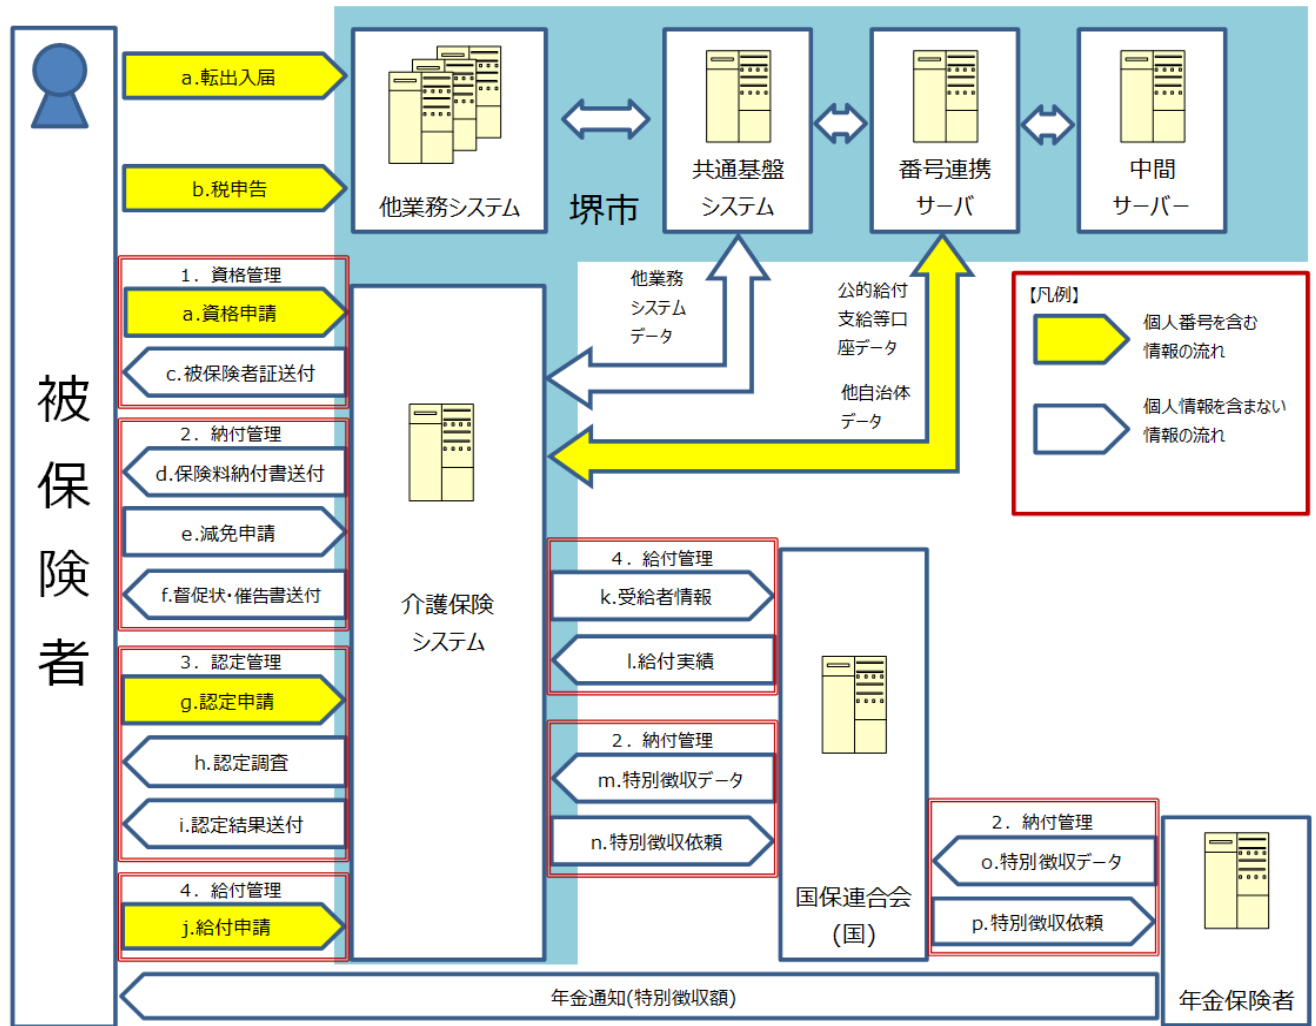 被保険者
a.転出入届
b.税申告
他業務システム
堺市
共通基盤
システム
番号連携
サーバ
中間
サーバー
1．資格管理
a.資格申請
c.被保険者証送付
2．納付管理
d.保険料納付書送付
e.減免申請
f.督促状・催告書送付
3．認定管理
g.認定申請
h.認定調査
i.認定結果送付
4．給付管理
j.給付申請
介護保険
システム
他業務
システム
データ
公的給付
支給等口
座データ
他自治体
データ
【凡例】
個人番号を含む
情報の流れ
個人情報を含まない
情報の流れ
4．給付管理
k.受給者情報
l.給付実績
2．納付管理
m.特別徴収データ
n.特別徴収依頼
国保連合会
(国)
2．納付管理
o.特別徴収データ
p.特別徴収依頼
年金保険者
年金通知(特別徴収額)